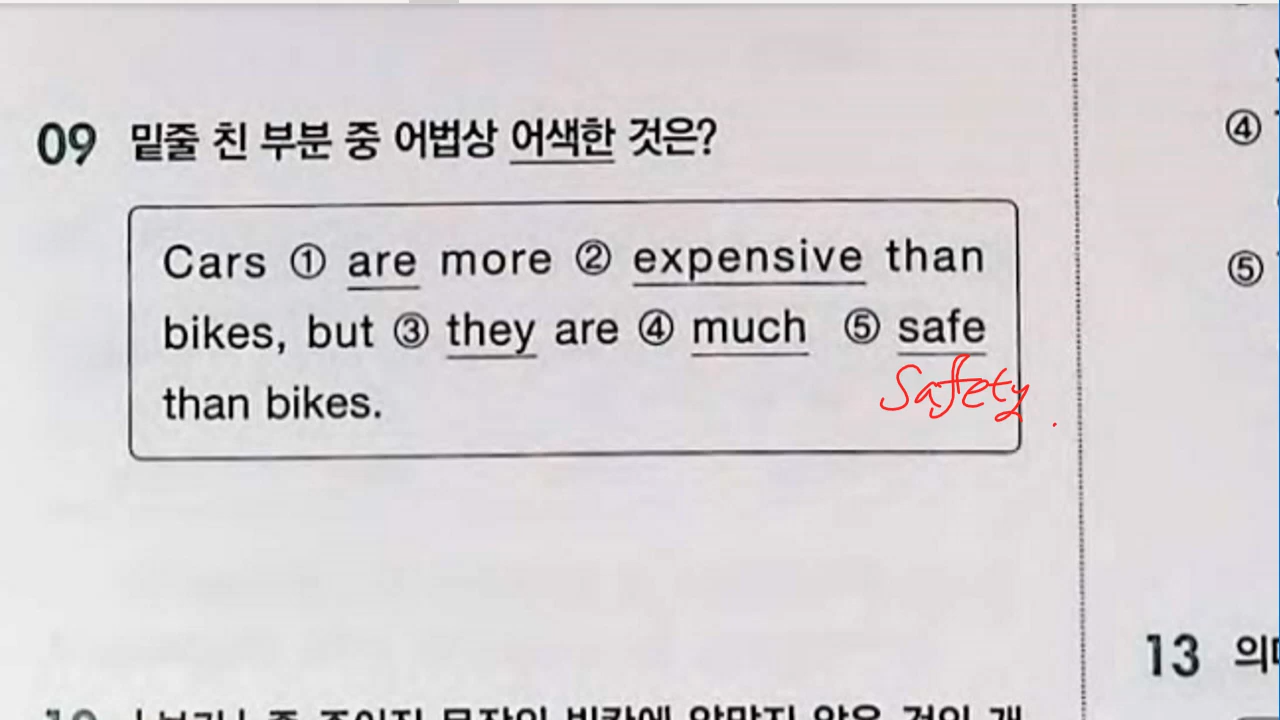 09 밑줄 친 부분 중 어법상 어색한 것은?
Cars ① are more ② expensive than
bikes, but ③ they are ④ much ⑤ safe
Safety.
than bikes.
④
⑤
13 의